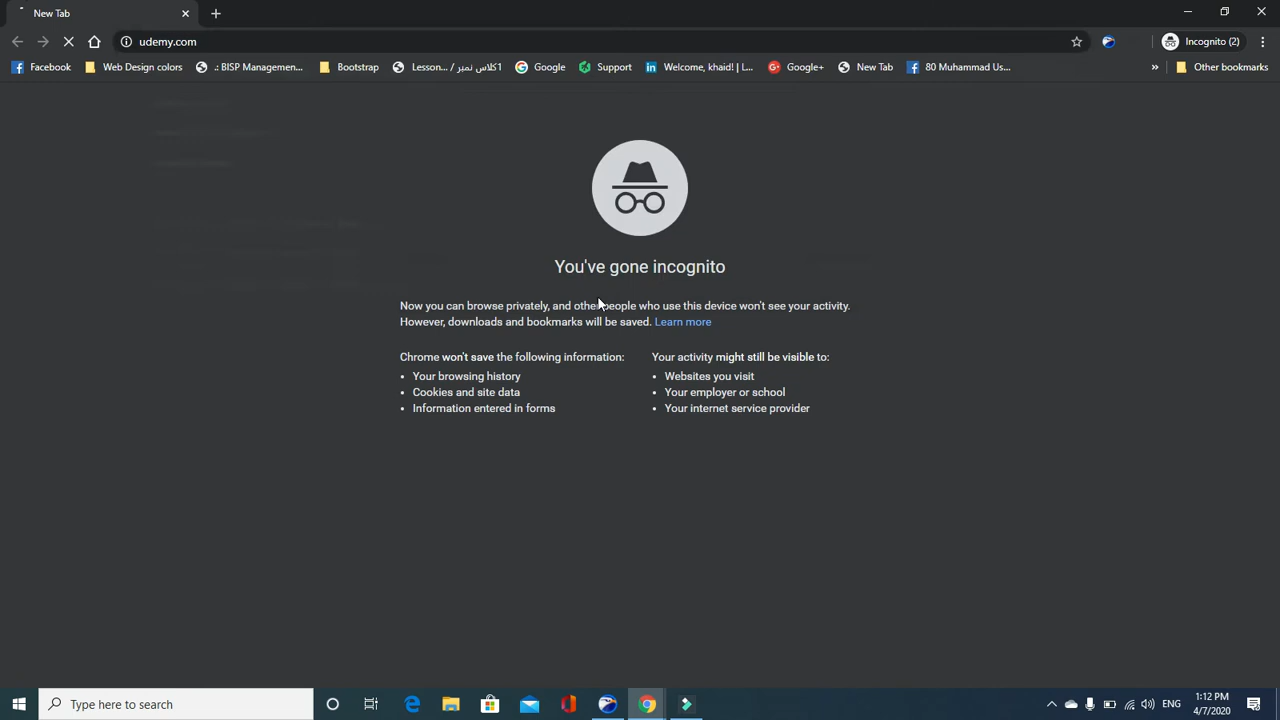 New Tab
udemy.com
Incognito (2)
Facebook
Web Design colors
.: BISP Managemen...
Bootstrap
Lesson... / 1كلاس نمبر
Google
Support
Welcome, khaid! | L...
Google+
New Tab
80 Muhammad Us...
»
Other bookmarks
You've gone incognito
Now you can browse privately, and other people who use this device won't see your activity.
However, downloads and bookmarks will be saved. Learn more
Chrome won't save the following information:
• Your browsing history
• Cookies and site data
• Information entered in forms
Your activity might still be visible to:
• Websites you visit
• Your employer or school
• Your internet service provider
Type here to search
ENG
1:12 PM
4/7/2020